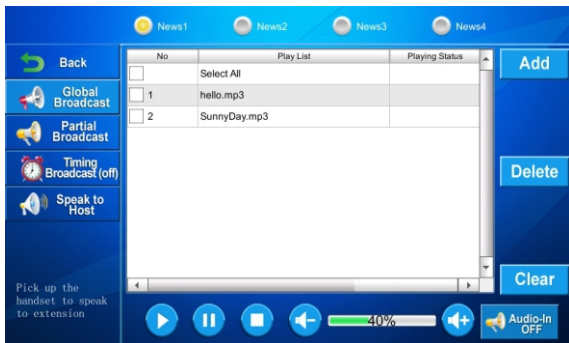 News1 News2 News3 News4
Back
Global
Broadcast
Partial
Broadcast
Timing
Broadcast (off)
Speak to
Host
Pick up the
handset to speak
to extension
No Play List Playing Status
Select All
1 hello.mp3
2 SunnyDay.mp3
Add
Delete
Clear
40%
Audio-In
OFF